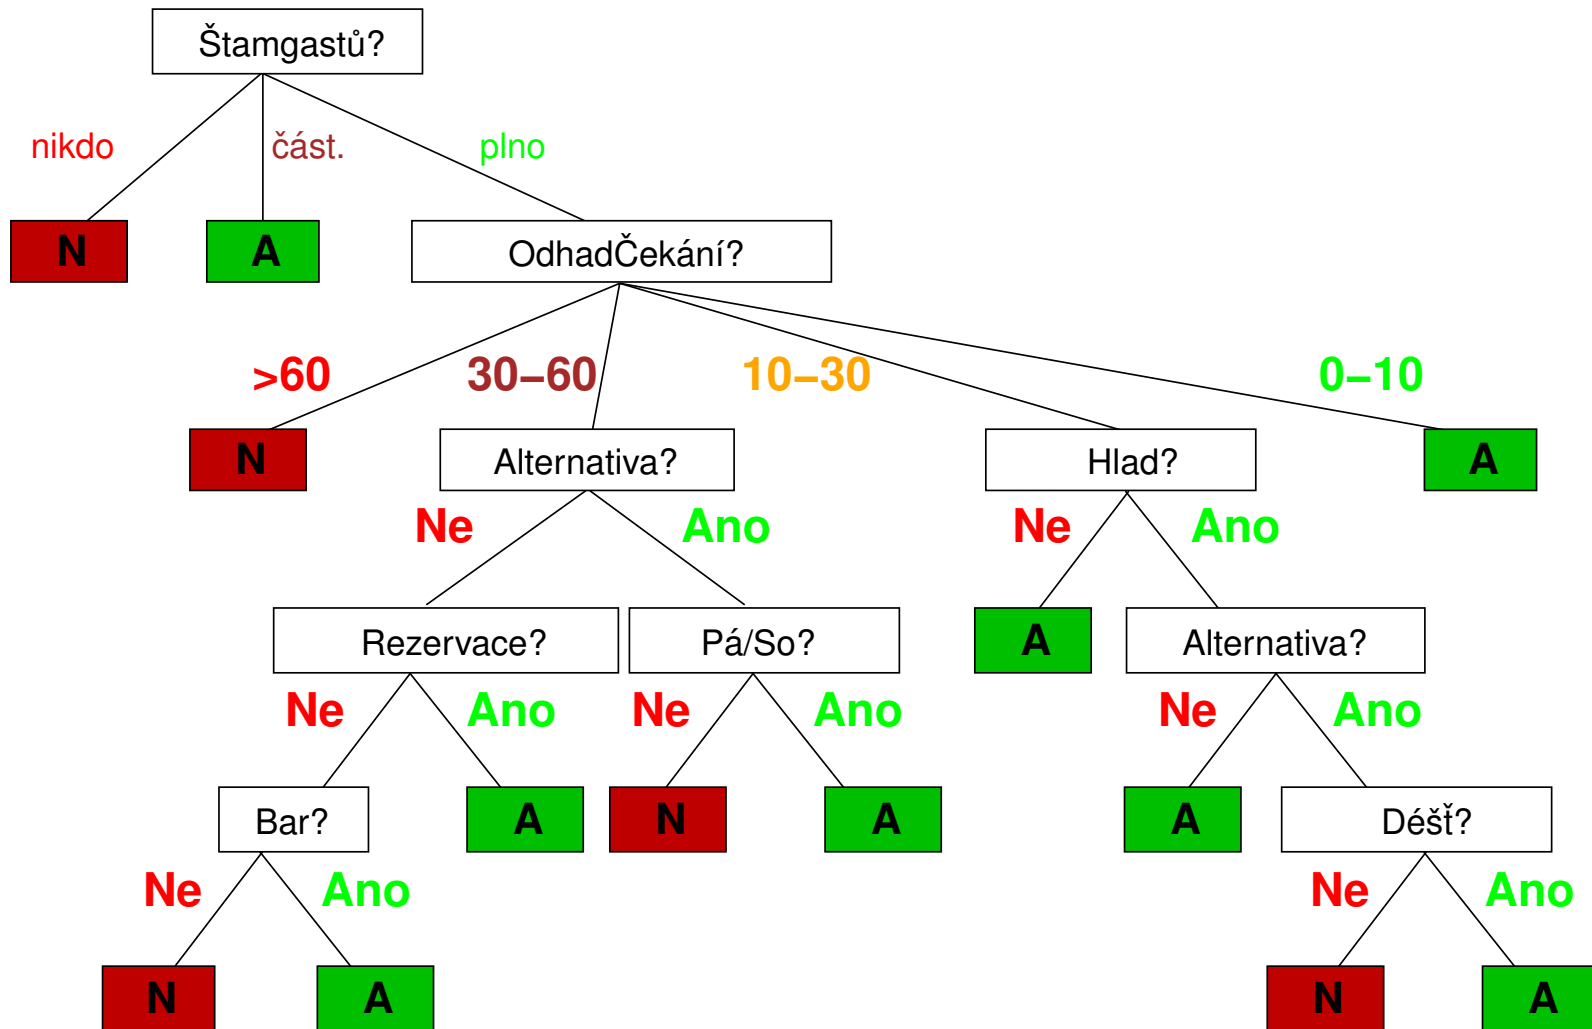 Štamgastů?
nikdo
část.
plno
N
A
OdhadČekání?
>60
30–60
10–30
0–10
N
Alternativa?
Hlad?
A
Ne
Ano
Ne
Ano
Rezervace?
Pá/So?
A
Alternativa?
Ne
Ano
Ne
Ano
Ne
Ano
Bar?
A
N
A
A
Déšť?
Ne
Ano
Ne
Ano
N
A
N
A